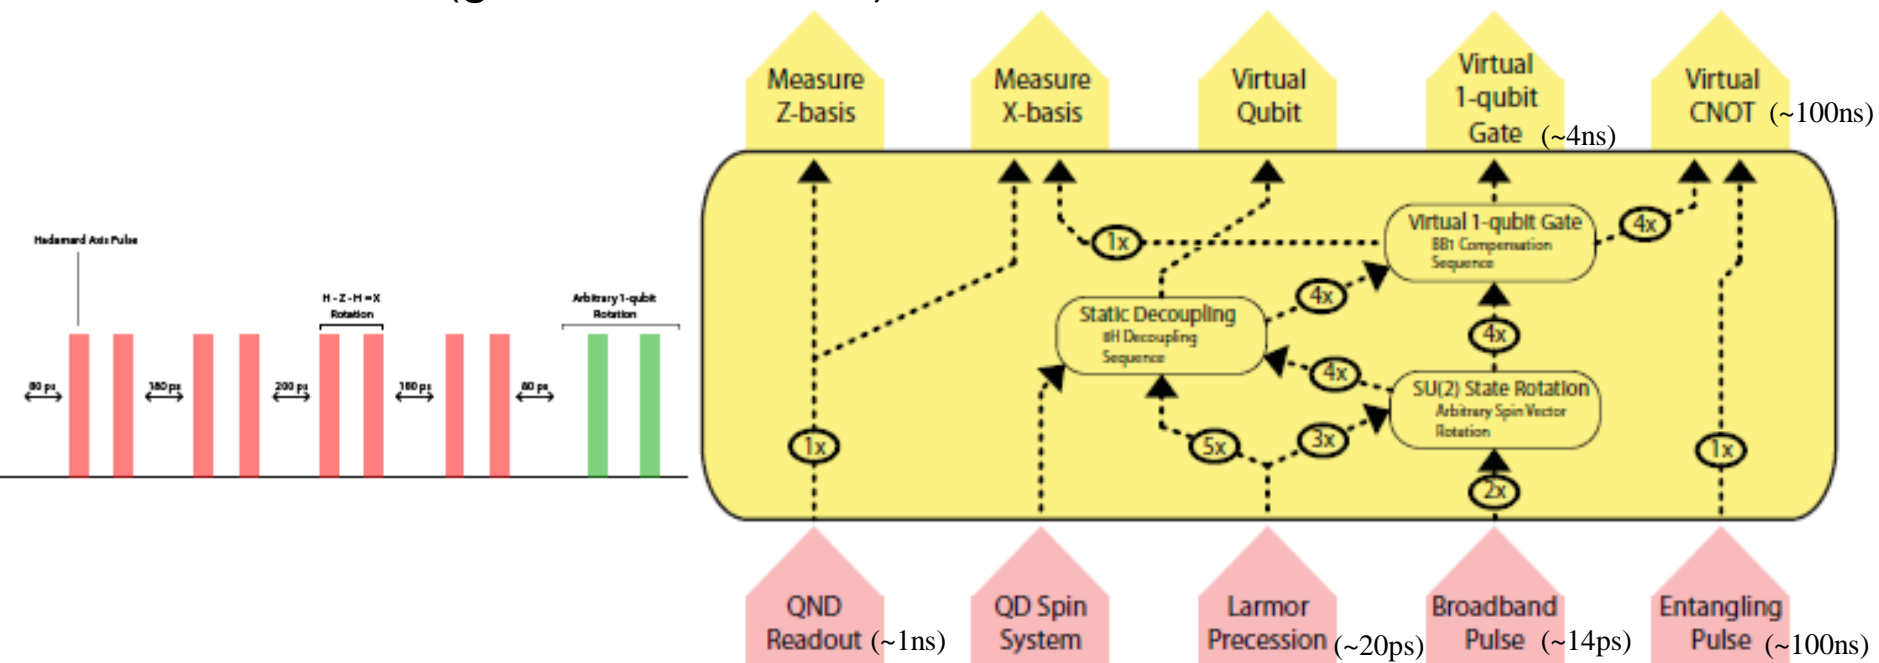 Measure
Z-basis
Measure
X-basis
Virtual
Qubit
Virtual
1-qubit
Gate
(~4ns)
Virtual
CNOT
(~100ns)
Hadamard Axis Pulse
H - Z - H = X
Rotation
Arbitrary 1-qubit
Rotation
80 ps
180 ps
200 ps
180 ps
80 ps
Virtual 1-qubit Gate
BB1 Compensation
Sequence
1x
4x
4x
Static Decoupling
8H Decoupling
Sequence
4x
4x
SU(2) State Rotation
Arbitrary Spin Vector
Rotation
1x
5x
3x
2x
1x
QND
Readout
(~1ns)
QD Spin
System
Larmor
Precession
(~20ps)
Broadband
Pulse
(~14ps)
Entangling
Pulse
(~100ns)